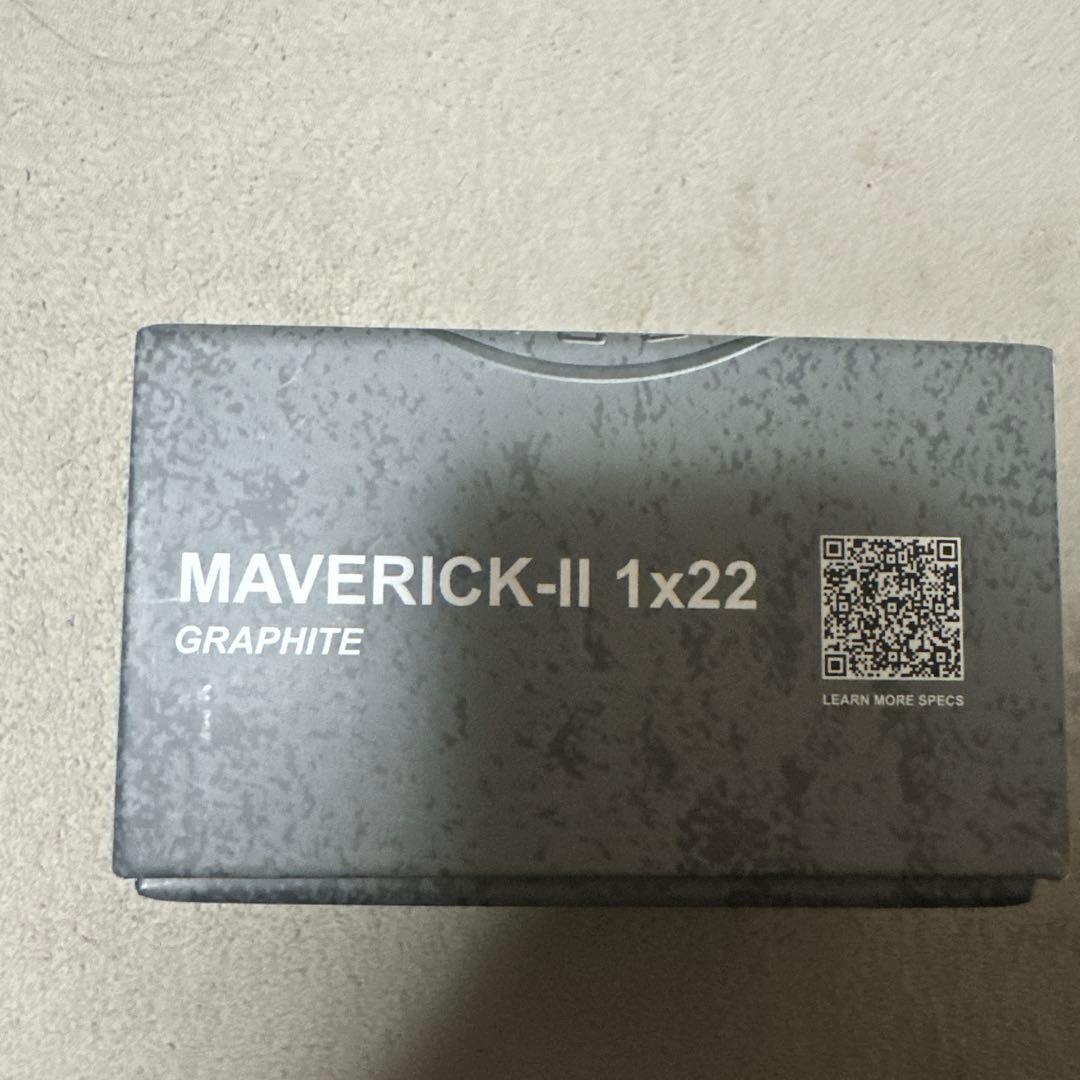 MAVERICK-II 1x22
GRAPHITE
LEARN MORE SPECS